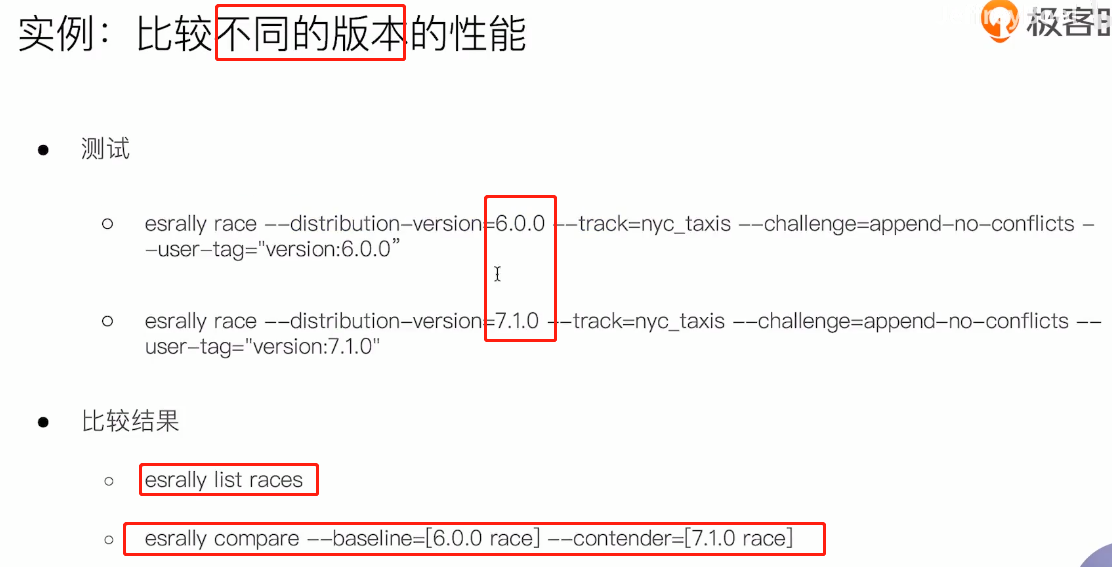 实例：比较不同的版本的性能
极客
● 测试
○ esrally race --distribution-version=6.0.0 --track=nyc_taxis --challenge=append-no-conflicts -
-user-tag="version:6.0.0”
○ esrally race --distribution-version=7.1.0 --track=nyc_taxis --challenge=append-no-conflicts --
user-tag="version:7.1.0"
● 比较结果
○ esrally list races
○ esrally compare --baseline=[6.0.0 race] --contender=[7.1.0 race]